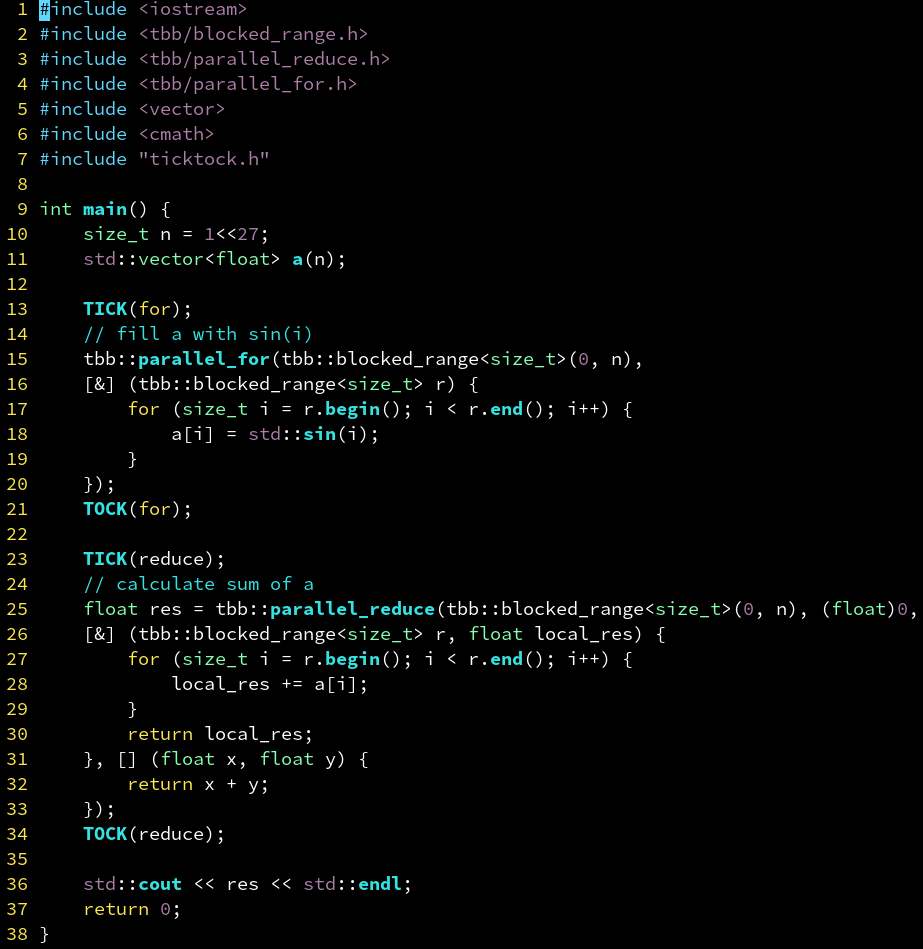 1 #include <iostream>
2 #include <tbb/blocked_range.h>
3 #include <tbb/parallel_reduce.h>
4 #include <tbb/parallel_for.h>
5 #include <vector>
6 #include <cmath>
7 #include "ticktock.h"
8
9 int main() {
10     size_t n = 1<<27;
11     std::vector<float> a(n);
12
13     TICK(for);
14     // fill a with sin(i)
15     tbb::parallel_for(tbb::blocked_range<size_t>(0, n),
16     [&] (tbb::blocked_range<size_t> r) {
17         for (size_t i = r.begin(); i < r.end(); i++) {
18             a[i] = std::sin(i);
19         }
20     });
21     TOCK(for);
22
23     TICK(reduce);
24     // calculate sum of a
25     float res = tbb::parallel_reduce(tbb::blocked_range<size_t>(0, n), (float)0,
26     [&] (tbb::blocked_range<size_t> r, float local_res) {
27         for (size_t i = r.begin(); i < r.end(); i++) {
28             local_res += a[i];
29         }
30         return local_res;
31     }, [] (float x, float y) {
32         return x + y;
33     });
34     TOCK(reduce);
35
36     std::cout << res << std::endl;
37     return 0;
38 }